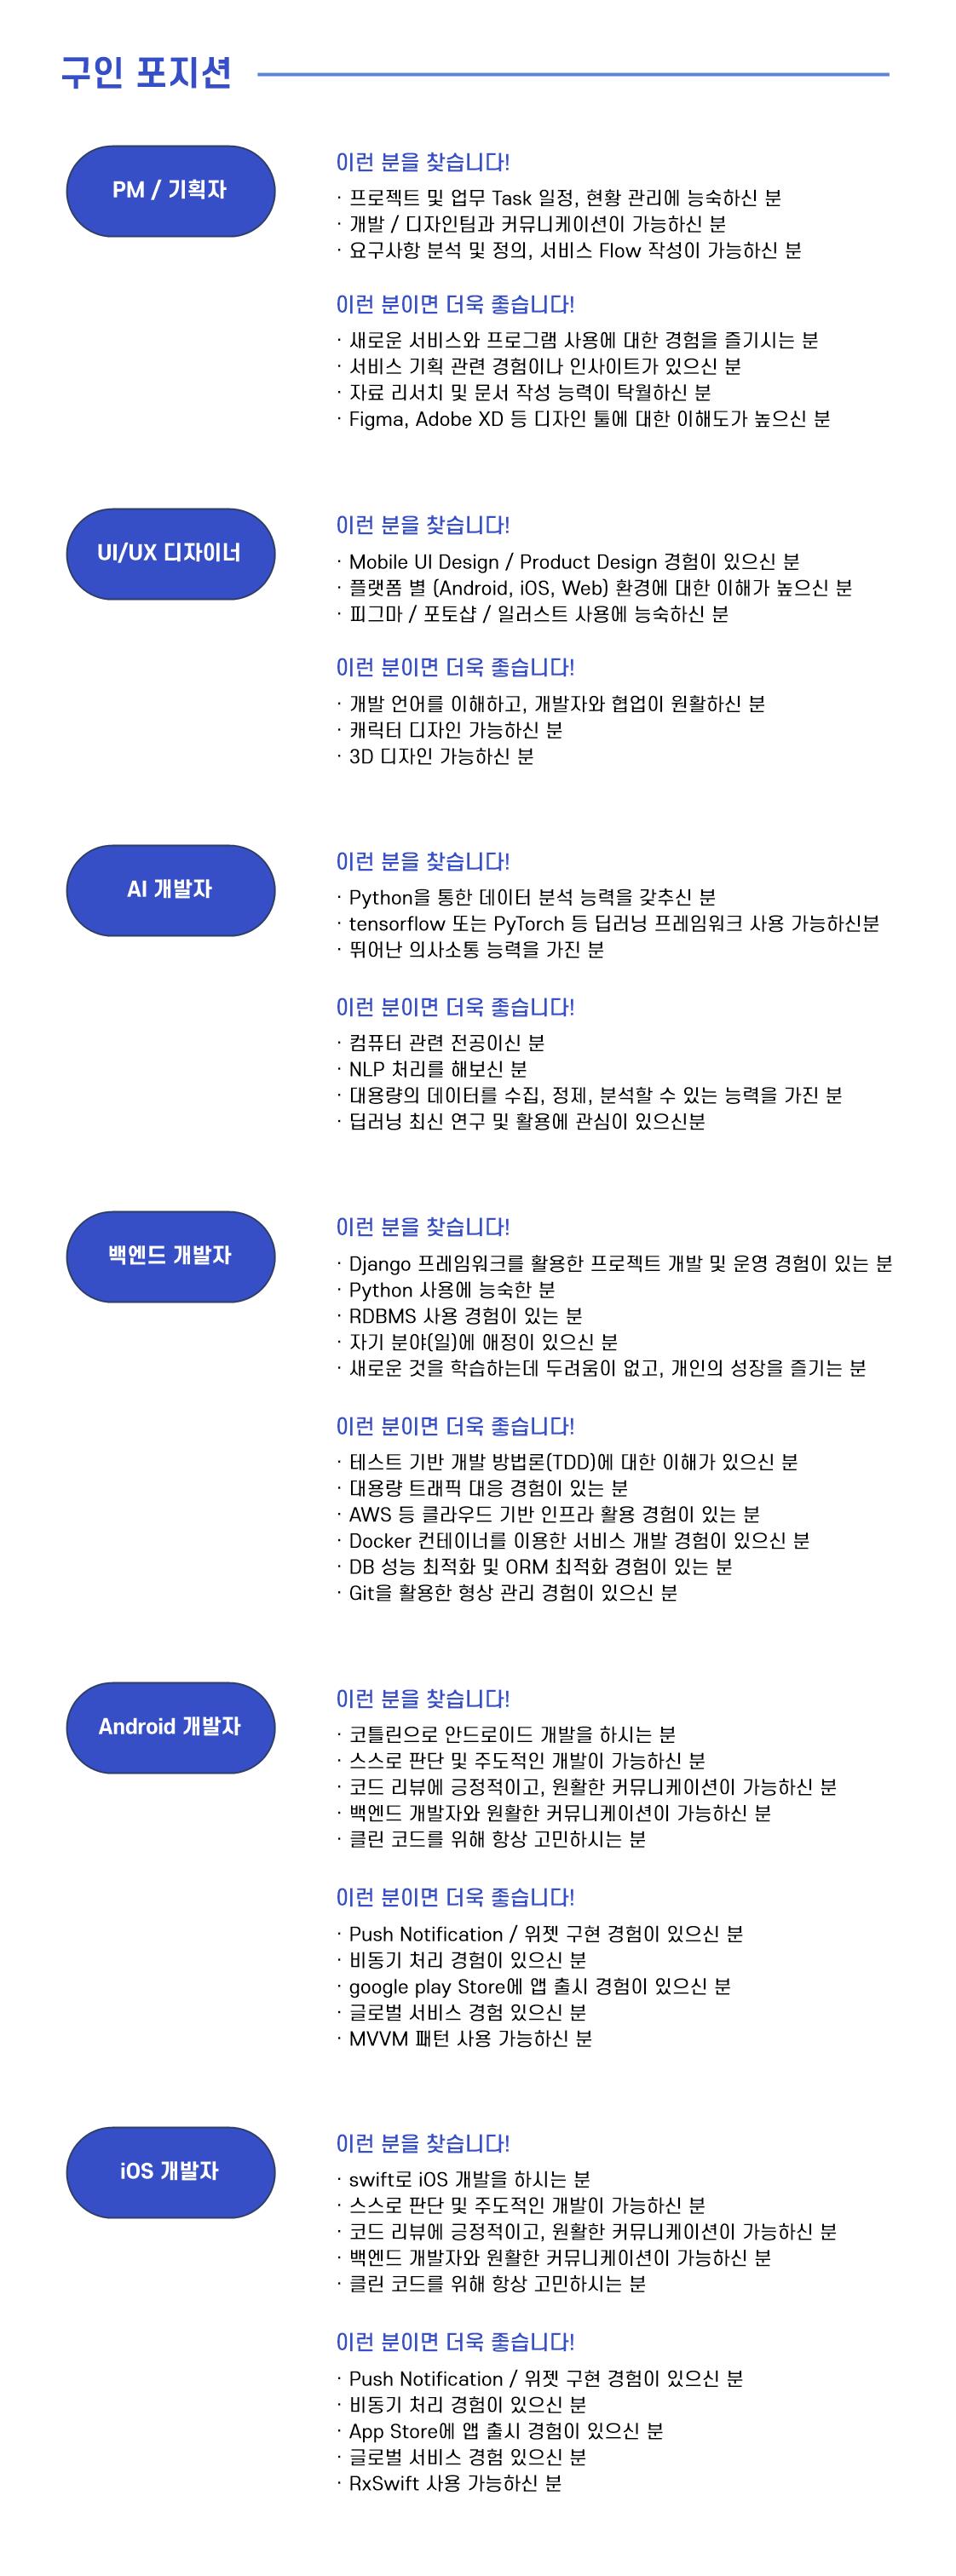 구인 포지션
PM / 기획자
이런 분을 찾습니다!
· 프로젝트 및 업무 Task 일정, 현황 관리에 능숙하신 분
· 개발 / 디자인팀과 커뮤니케이션이 가능하신 분
· 요구사항 분석 및 정의, 서비스 Flow 작성이 가능하신 분
이런 분이면 더욱 좋습니다!
· 새로운 서비스와 프로그램 사용에 대한 경험을 즐기시는 분
· 서비스 기획 관련 경험이나 인사이트가 있으신 분
· 자료 리서치 및 문서 작성 능력이 탁월하신 분
· Figma, Adobe XD 등 디자인 툴에 대한 이해도가 높으신 분
UI/UX 디자이너
이런 분을 찾습니다!
· Mobile UI Design / Product Design 경험이 있으신 분
· 플랫폼 별 (Android, iOS, Web) 환경에 대한 이해가 높으신 분
· 피그마 / 포토샵 / 일러스트 사용에 능숙하신 분
이런 분이면 더욱 좋습니다!
· 개발 언어를 이해하고, 개발자와 협업이 원활하신 분
· 캐릭터 디자인 가능하신 분
· 3D 디자인 가능하신 분
AI 개발자
이런 분을 찾습니다!
· Python을 통한 데이터 분석 능력을 갖추신 분
· tensorflow 또는 PyTorch 등 딥러닝 프레임워크 사용 가능하신분
· 뛰어난 의사소통 능력을 가진 분
이런 분이면 더욱 좋습니다!
· 컴퓨터 관련 전공이신 분
· NLP 처리를 해보신 분
· 대용량의 데이터를 수집, 정제, 분석할 수 있는 능력을 가진 분
· 딥러닝 최신 연구 및 활용에 관심이 있으신분
백엔드 개발자
이런 분을 찾습니다!
· Django 프레임워크를 활용한 프로젝트 개발 및 운영 경험이 있는 분
· Python 사용에 능숙한 분
· RDBMS 사용 경험이 있는 분
· 자기 분야(일)에 애정이 있으신 분
· 새로운 것을 학습하는데 두려움이 없고, 개인의 성장을 즐기는 분
이런 분이면 더욱 좋습니다!
· 테스트 기반 개발 방법론(TDD)에 대한 이해가 있으신 분
· 대용량 트래픽 대응 경험이 있는 분
· AWS 등 클라우드 기반 인프라 활용 경험이 있는 분
· Docker 컨테이너를 이용한 서비스 개발 경험이 있으신 분
· DB 성능 최적화 및 ORM 최적화 경험이 있는 분
· Git을 활용한 형상 관리 경험이 있으신 분
Android 개발자
이런 분을 찾습니다!
· 코틀린으로 안드로이드 개발을 하시는 분
· 스스로 판단 및 주도적인 개발이 가능하신 분
· 코드 리뷰에 긍정적이고, 원활한 커뮤니케이션이 가능하신 분
· 백엔드 개발자와 원활한 커뮤니케이션이 가능하신 분
· 클린 코드를 위해 항상 고민하시는 분
이런 분이면 더욱 좋습니다!
· Push Notification / 위젯 구현 경험이 있으신 분
· 비동기 처리 경험이 있으신 분
· google play Store에 앱 출시 경험이 있으신 분
· 글로벌 서비스 경험 있으신 분
· MVVM 패턴 사용 가능하신 분
iOS 개발자
이런 분을 찾습니다!
· swift로 iOS 개발을 하시는 분
· 스스로 판단 및 주도적인 개발이 가능하신 분
· 코드 리뷰에 긍정적이고, 원활한 커뮤니케이션이 가능하신 분
· 백엔드 개발자와 원활한 커뮤니케이션이 가능하신 분
· 클린 코드를 위해 항상 고민하시는 분
이런 분이면 더욱 좋습니다!
· Push Notification / 위젯 구현 경험이 있으신 분
· 비동기 처리 경험이 있으신 분
· App Store에 앱 출시 경험이 있으신 분
· 글로벌 서비스 경험 있으신 분
· RxSwift 사용 가능하신 분